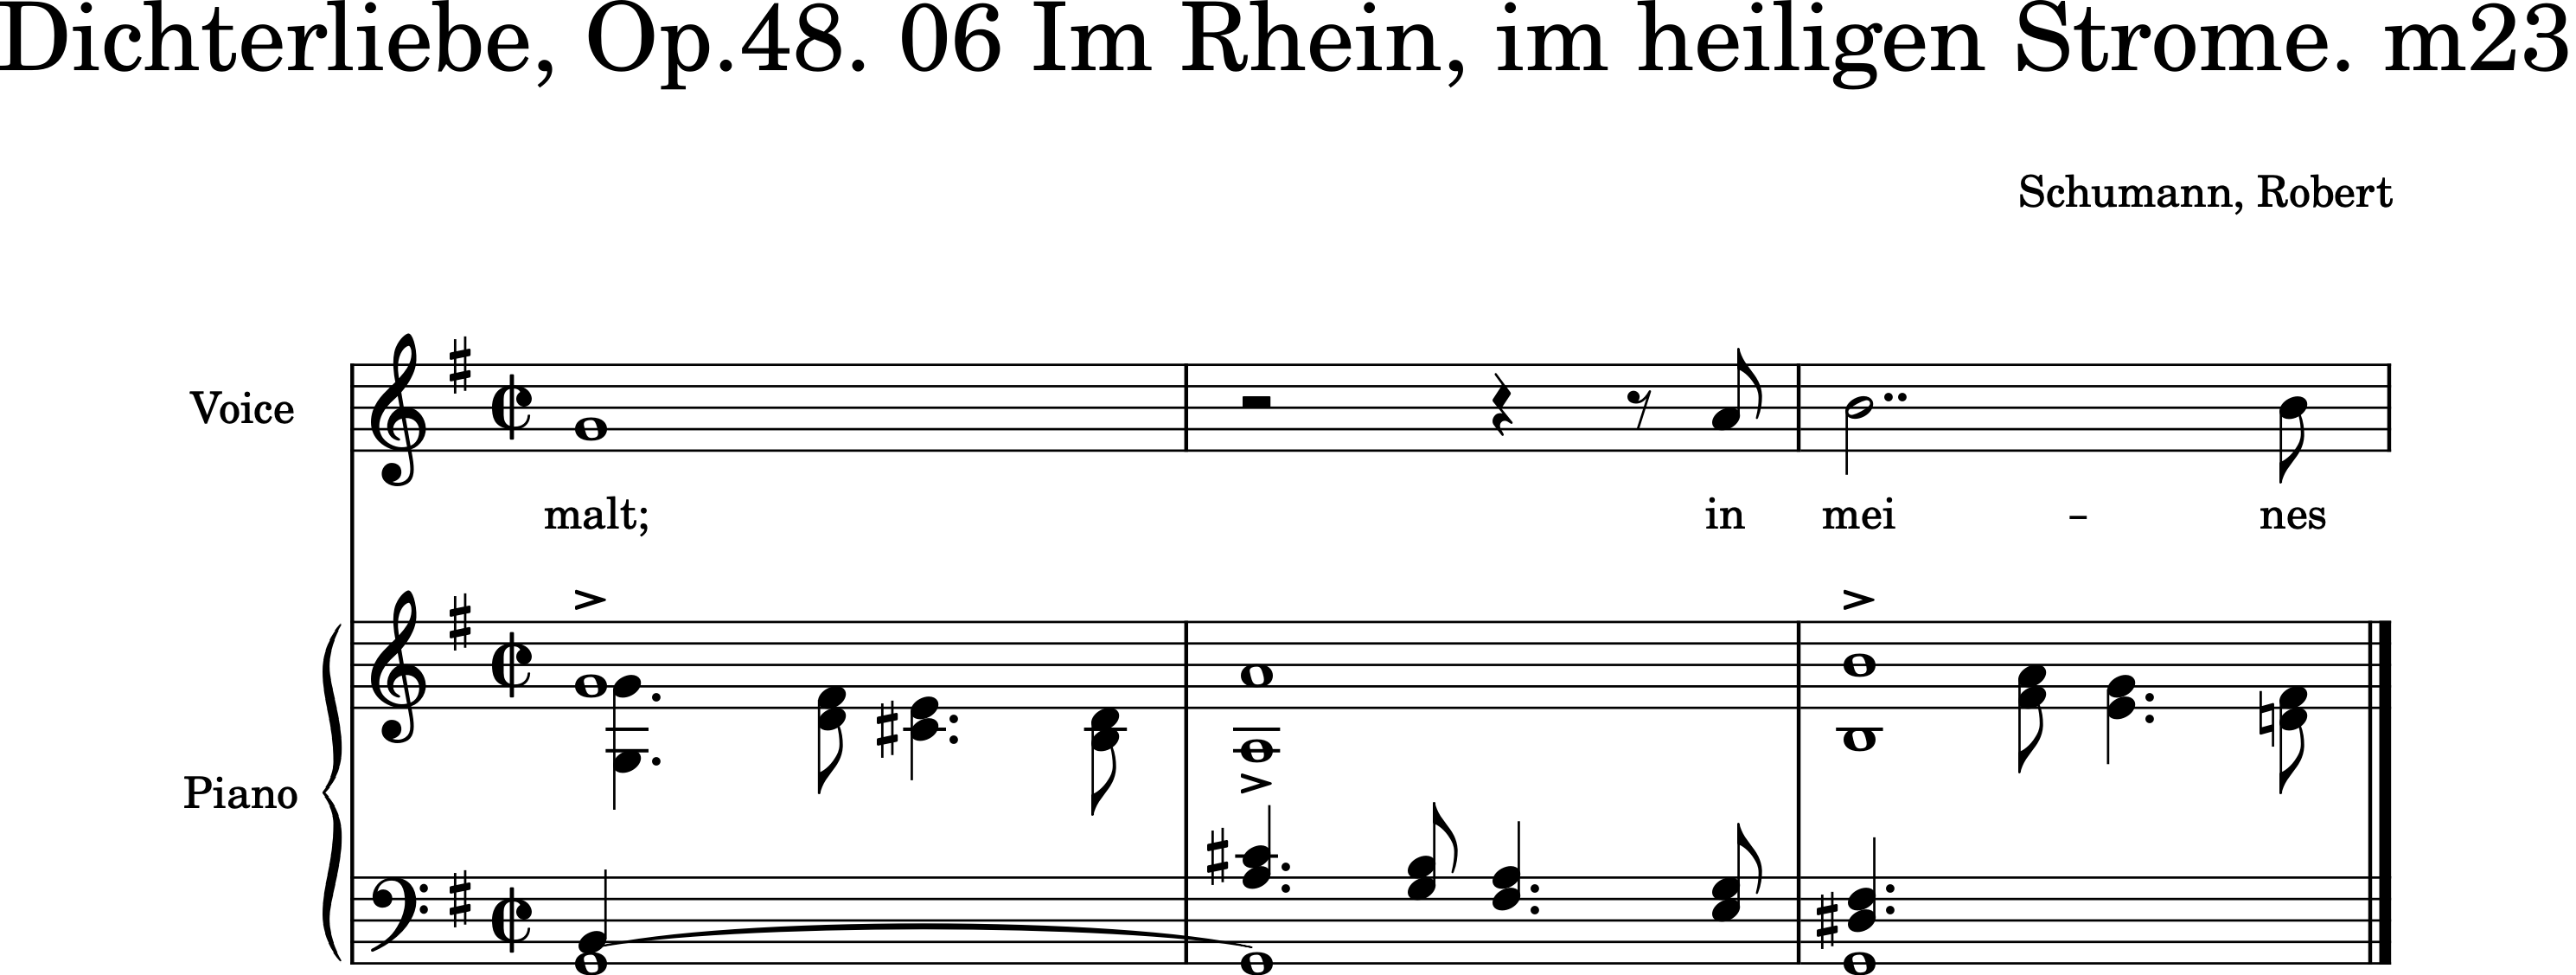 Dichterliebe, Op.48. 06 Im Rhein, im heiligen Strome. m23
Schumann, Robert
Voice
malt; in mei – nes
Piano